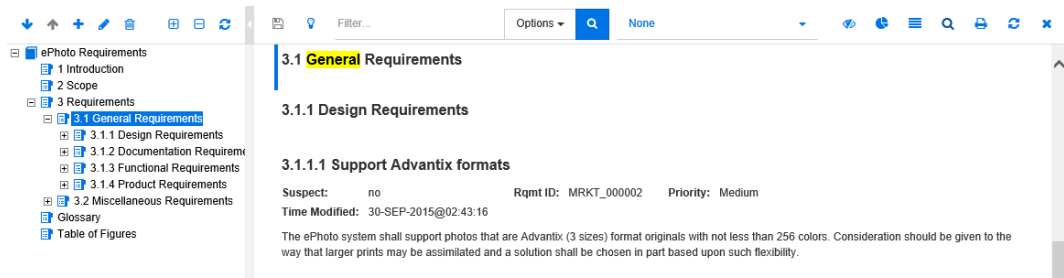 Filter...
Options
None
ePhoto Requirements
1 Introduction
2 Scope
3 Requirements
3.1 General Requirements
3.1.1 Design Requirements
3.1.2 Documentation Requireme
3.1.3 Functional Requirements
3.1.4 Product Requirements
3.2 Miscellaneous Requirements
Glossary
Table of Figures
3.1 General Requirements
3.1.1 Design Requirements
3.1.1.1 Support Advantix formats
Suspect: no Rqmt ID: MRKT_000002 Priority: Medium
Time Modified: 30-SEP-2015@02:43:16
The ePhoto system shall support photos that are Advantix (3 sizes) format originals with not less than 256 colors. Consideration should be given to the
way that larger prints may be assimilated and a solution shall be chosen in part based upon such flexibility.